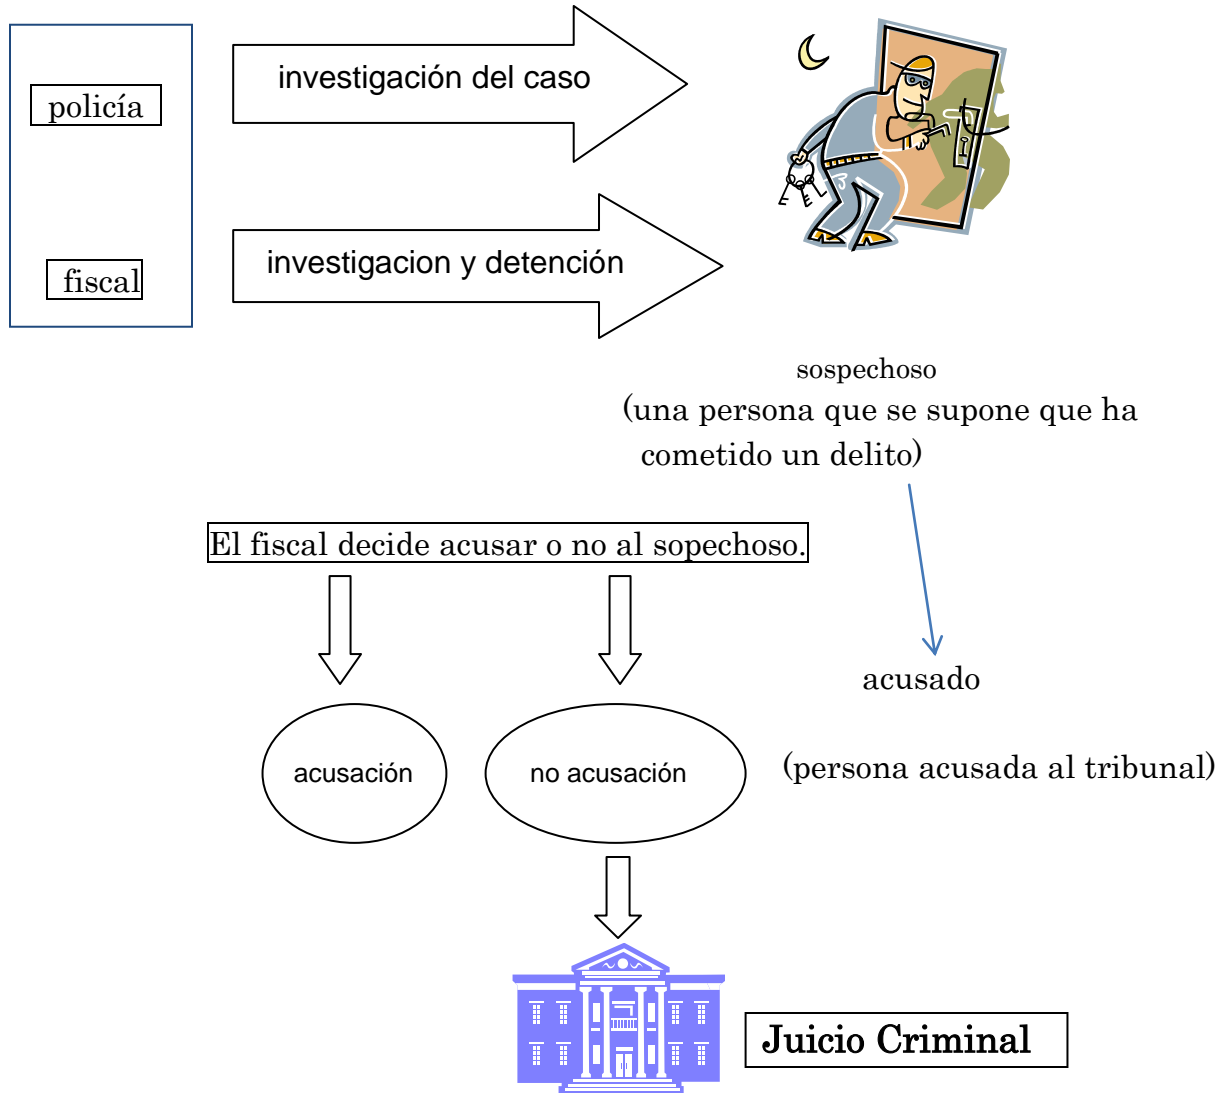 investigación del caso
policía
investigacion y detención
fiscal
sospechoso
(una persona que se supone que ha
cometido un delito)
El fiscal decide acusar o no al sopechoso.
acusado
acusación
no acusación
(persona acusada al tribunal)
Juicio Criminal